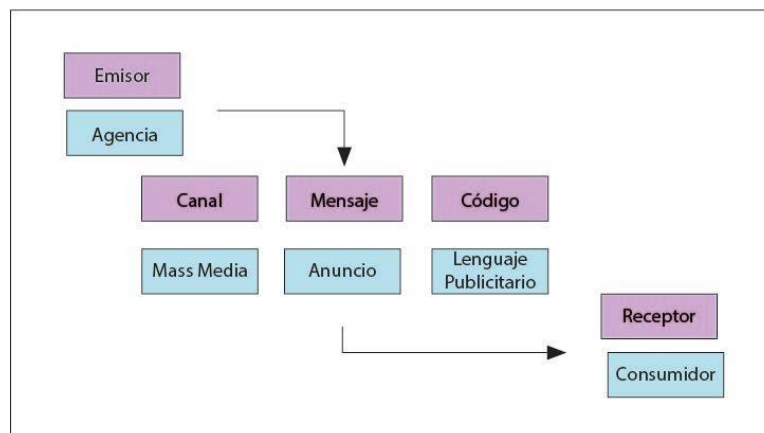 Emisor
Agencia
Canal
Mensaje
Código
Mass Media
Anuncio
Lenguaje
Publicitario
Receptor
Consumidor